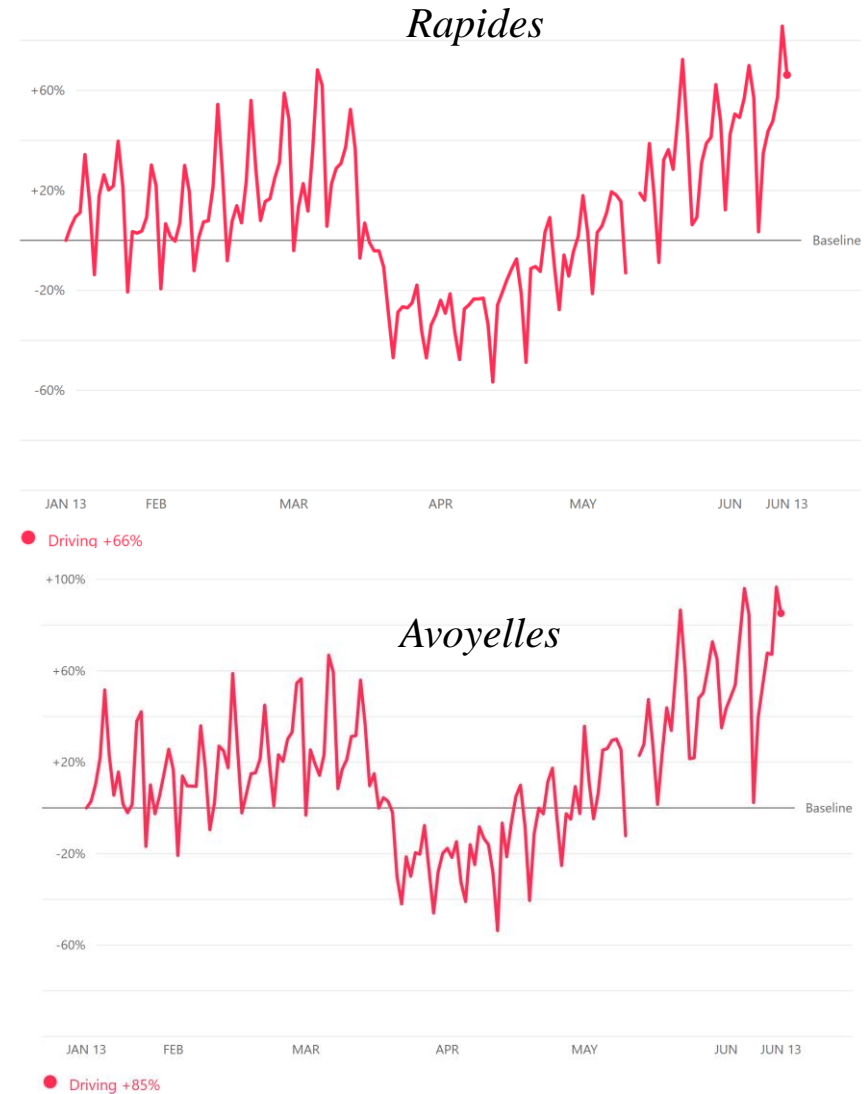 Rapides
+60%
+20%
Baseline
-20%
-60%
JAN 13 FEB MAR APR MAY JUN JUN 13
Driving +66%
+100%
Avoyelles
+60%
+20%
Baseline
-20%
-60%
JAN 13 FEB MAR APR MAY JUN JUN 13
Driving +85%